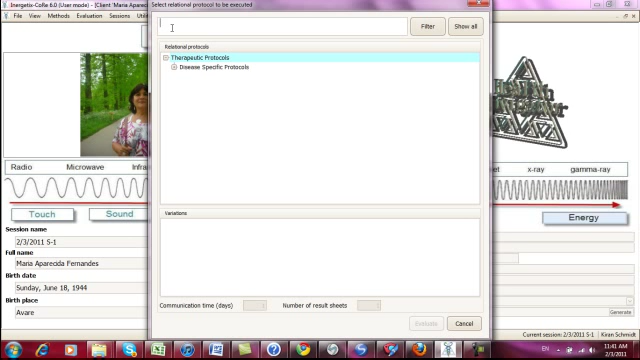 Inergetix-CoRe 6.0 (User mode) - [Client 'Maria Aparecid
Select relational protocol to be executed
File View Methods Evaluation Sessions
Filter
Show all
Relational protocols
Therapeutic Protocols
Disease Specific Protocols
Radio Microwave Infra
x-ray gamma-ray
Touch
Sound
Energy
Session name
2/3/2011 S-1
Full name
Maria Aparecida Fernandes
Birth date
Sunday, June 18, 1944
Birth place
Avare
Variations
Communication time (days)
Number of result sheets
Generate
Evaluate
Cancel
Current session: 2/3/2011 S-1 Kiran Schmidt
EN
11:41 AM
2/3/2011